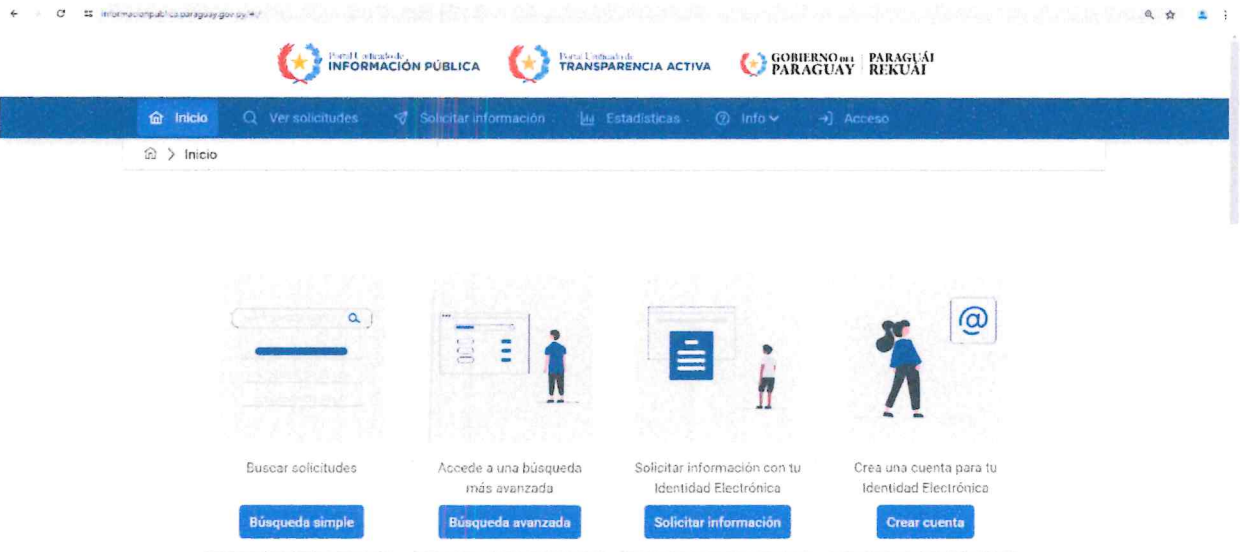 informacionpublica.paraguay.gov.py/#!/
Portal Unificado de
INFORMACIÓN PÚBLICA
Portal Unificado de
TRANSPARENCIA ACTIVA
GOBIERNO DEL PARAGUAY
PARAGUÁI REKUÁI
Inicio
Ver solicitudes
Solicitar información
Estadísticas
Info
Acceso
Inicio
Buscar solicitudes
Accede a una búsqueda
más avanzada
Solicitar información con tu
Identidad Electrónica
Crea una cuenta para tu
Identidad Electrónica
Búsqueda simple
Búsqueda avanzada
Solicitar información
Crear cuenta